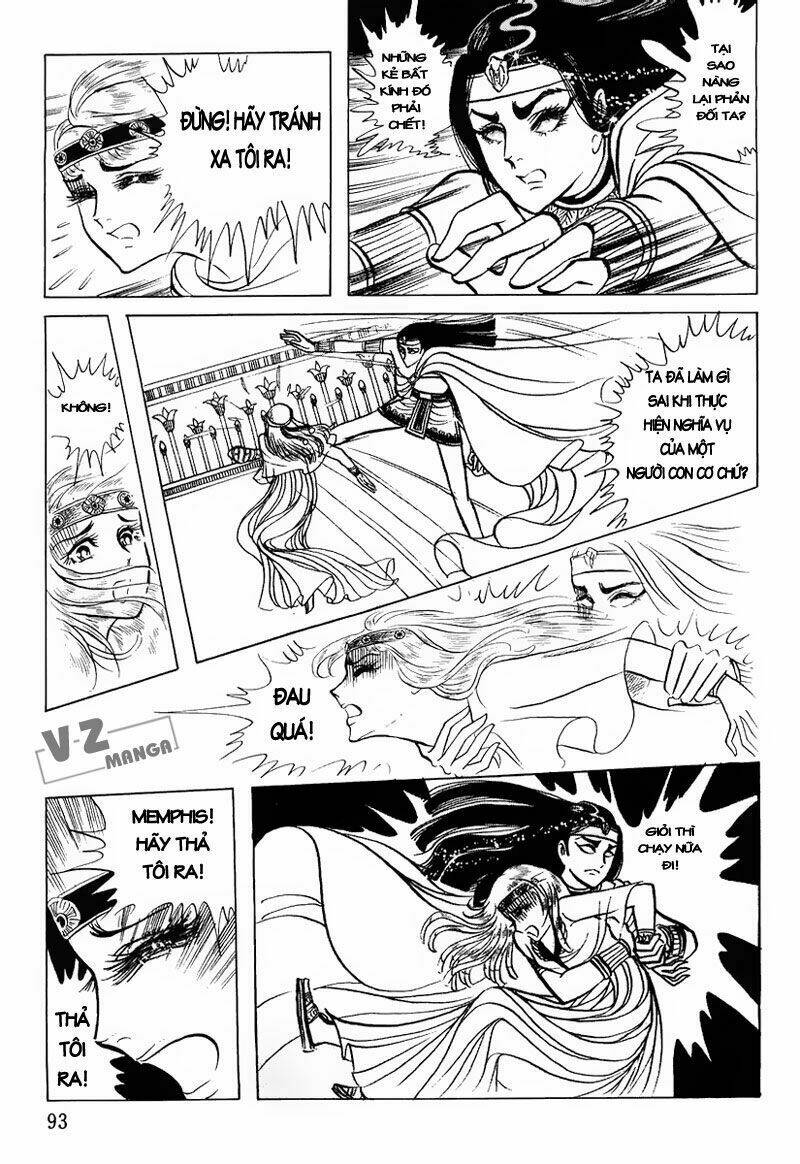 TẠI
SAO
NÀNG
LẠI PHẢN
ĐỐI TA?
NHỮNG
KẺ BẤT
KÍNH ĐÓ
PHẢI
CHẾT!
ĐỪNG! HÃY TRÁNH
XA TÔI RA!
TA ĐÃ LÀM GÌ
SAI KHI THỰC
HIỆN NGHĨA VỤ
CỦA MỘT
NGƯỜI CON CƠ CHỨ?
KHÔNG!
ĐAU
QUÁ!
V-Z
MANGA
GIỎI THÌ
CHẠY NỮA
ĐI!
MEMPHIS!
HÃY THẢ
TÔI RA!
THẢ
TÔI
RA!
93